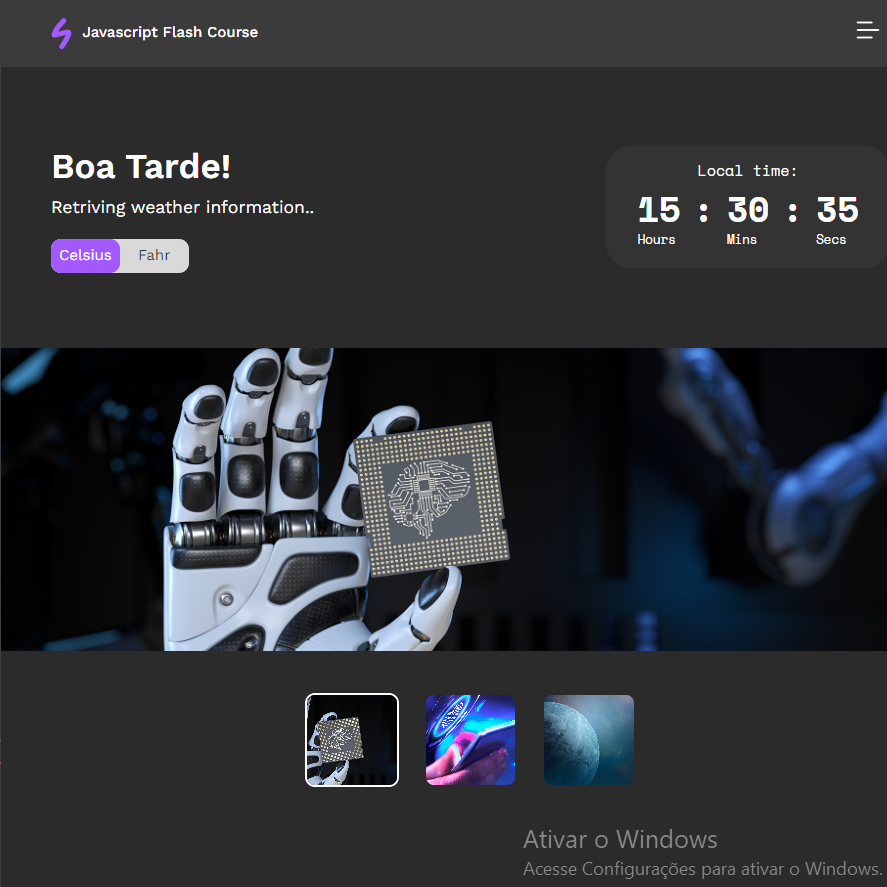 Javascript Flash Course
Boa Tarde!
Retriving weather information..
Celsius Fahr
Local time:
15 : 30 : 35
Hours Mins Secs
Ativar o Windows
Acesse Configurações para ativar o Windows.